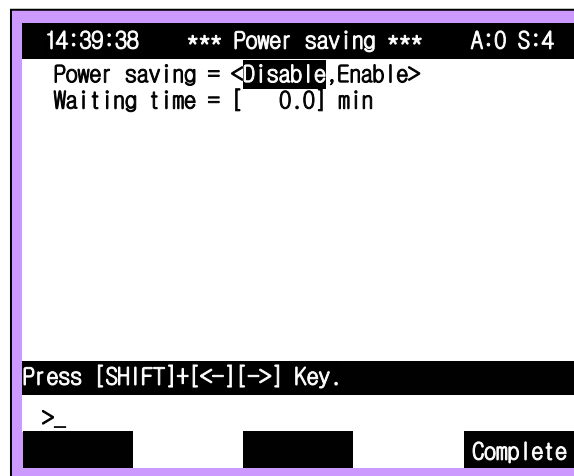 14:39:38 *** Power saving *** A:0 S:4
Power saving = <Disable,Enable>
Waiting time = [ 0.0] min
Press [SHIFT]+[<-][->] Key.
>_
Complete